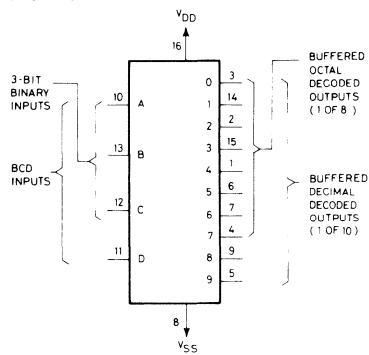 VDD
16
3-BIT
BINARY
INPUTS
BCD
INPUTS
10 A
13 B
12 C
11 D
0 3
1 14
2 2
3 15
4 1
5 6
6 7
7 4
8 9
9 5
BUFFERED
OCTAL
DECODED
OUTPUTS
(1 OF 8)
BUFFERED
DECIMAL
DECODED
OUTPUTS
(1 OF 10)
8
VSS